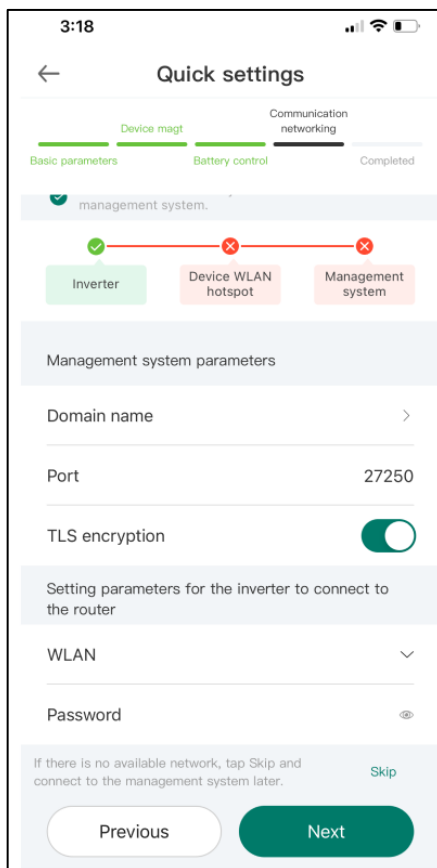 3:18
Quick settings
Communication
Device magt
networking
Basic parameters
Battery control
Completed
management system.
Inverter
Device WLAN
hotspot
Management
system
Management system parameters
Domain name
Port
27250
TLS encryption
Setting parameters for the inverter to connect to
the router
WLAN
Password
If there is no available network, tap Skip and
connect to the management system later.
Skip
Previous
Next